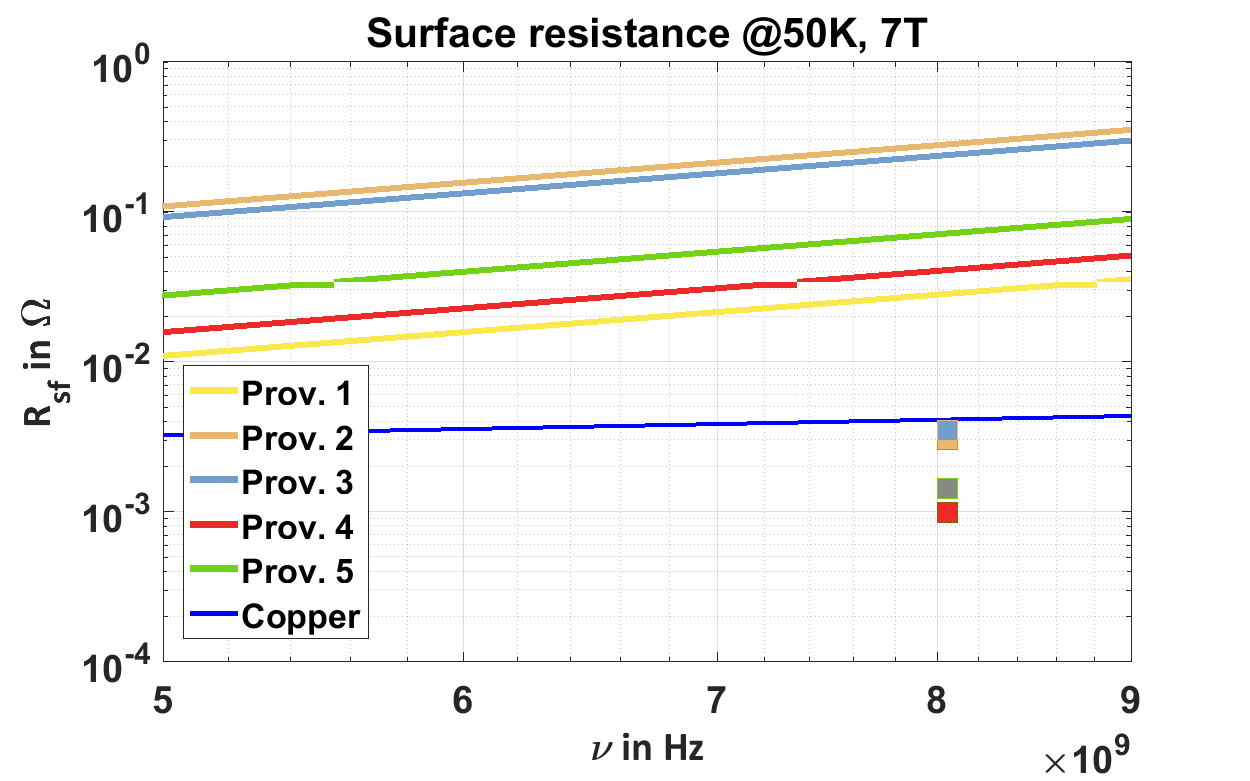 Surface resistance @50K, 7T
10^0
10^-1
10^-2
10^-3
10^-4
R_sf in Ω
Prov. 1
Prov. 2
Prov. 3
Prov. 4
Prov. 5
Copper
5 6 7 8 9
ν in Hz
×10^9